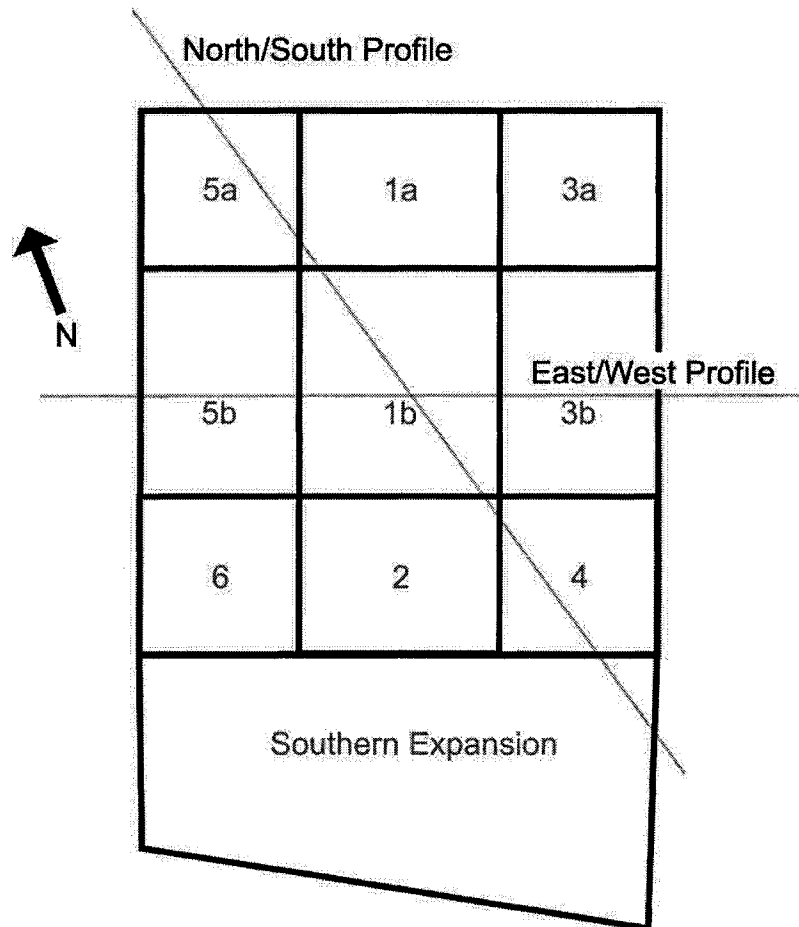 North/South Profile
5a 1a 3a
N
East/West Profile
5b 1b 3b
6 2 4
Southern Expansion